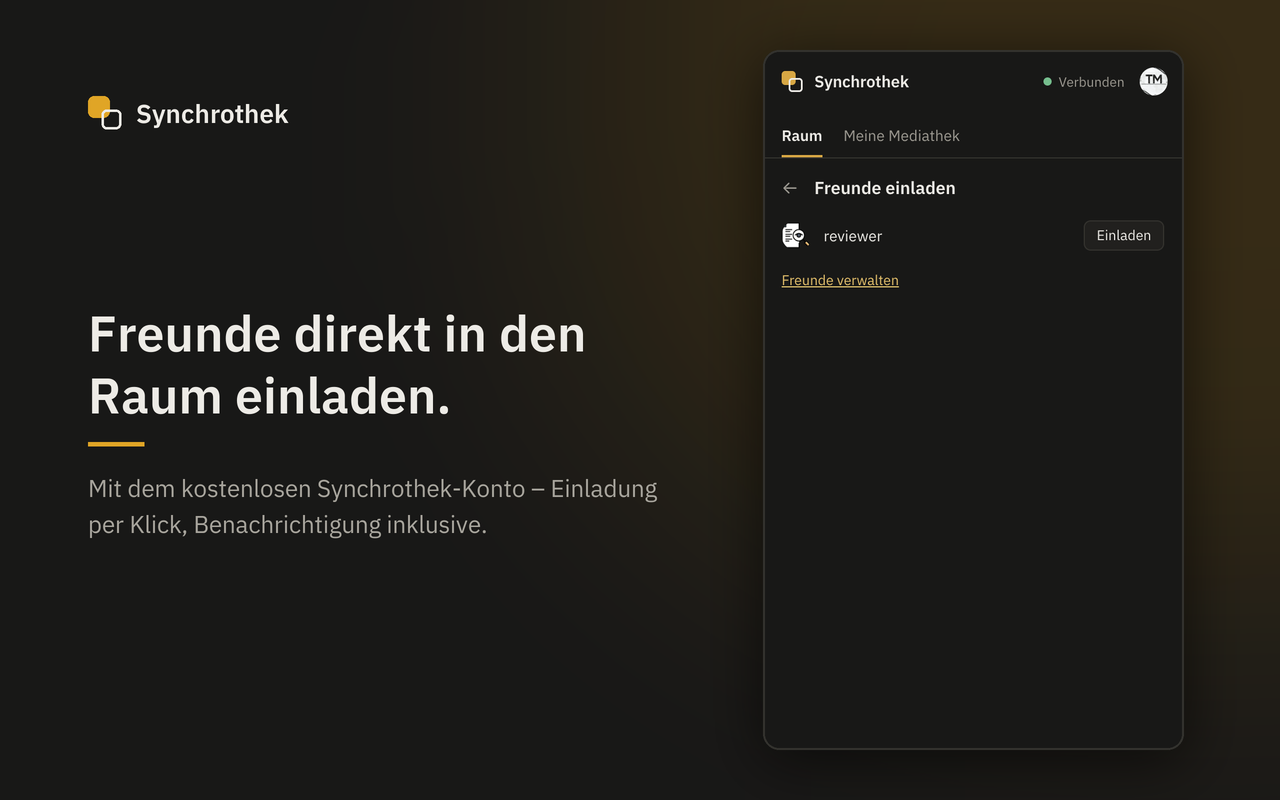 Synchrothek
Freunde direkt in den
Raum einladen.
Mit dem kostenlosen Synchrothek-Konto – Einladung
per Klick, Benachrichtigung inklusive.
Synchrothek
Verbunden
TM
Raum
Meine Mediathek
Freunde einladen
reviewer
Einladen
Freunde verwalten